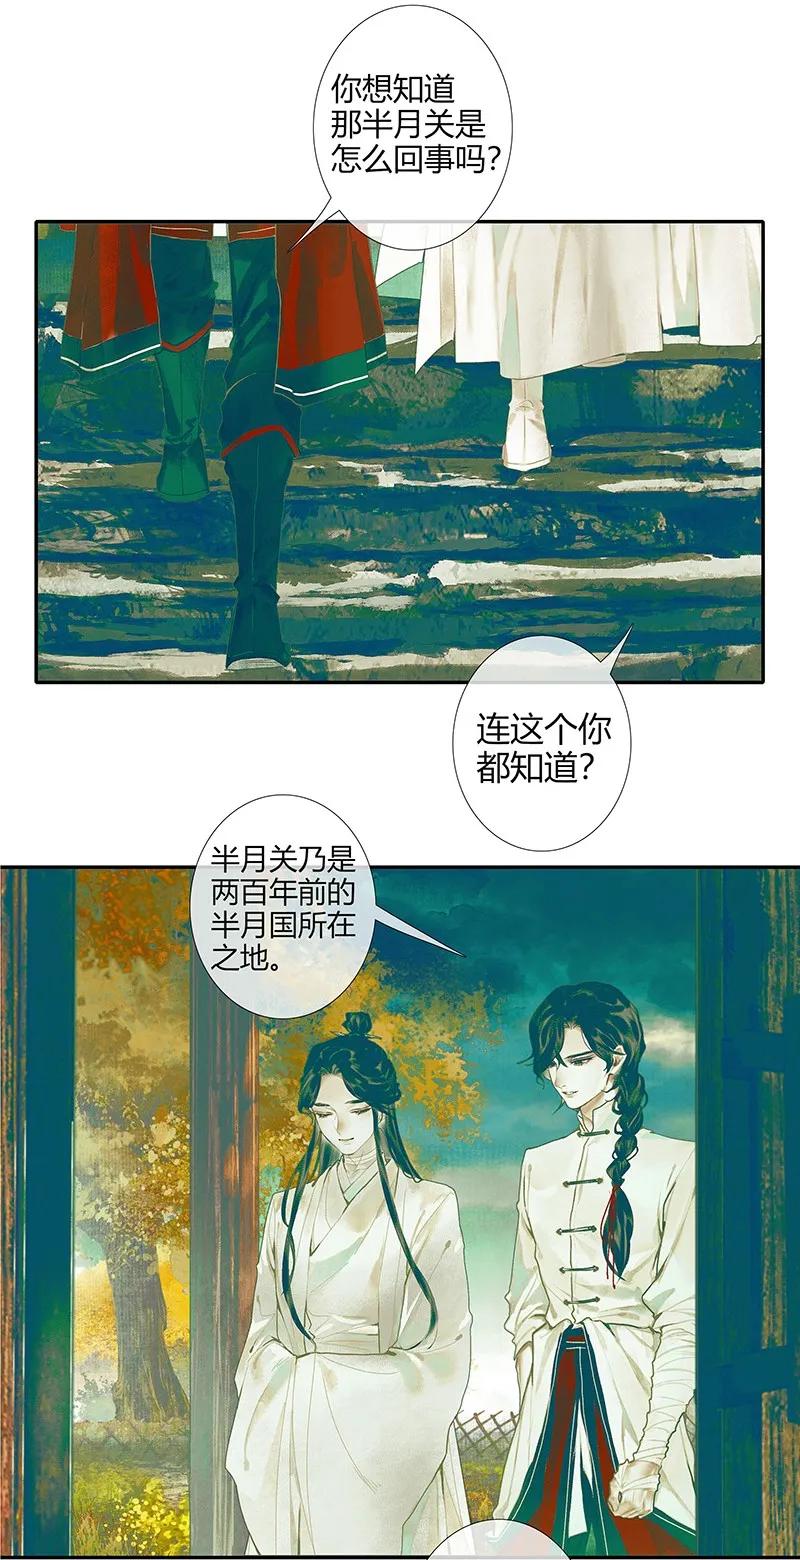 你想知道
那半月关是
怎么回事吗？
连这个你
都知道？
半月关乃是
两百年前的
半月国所在
之地。